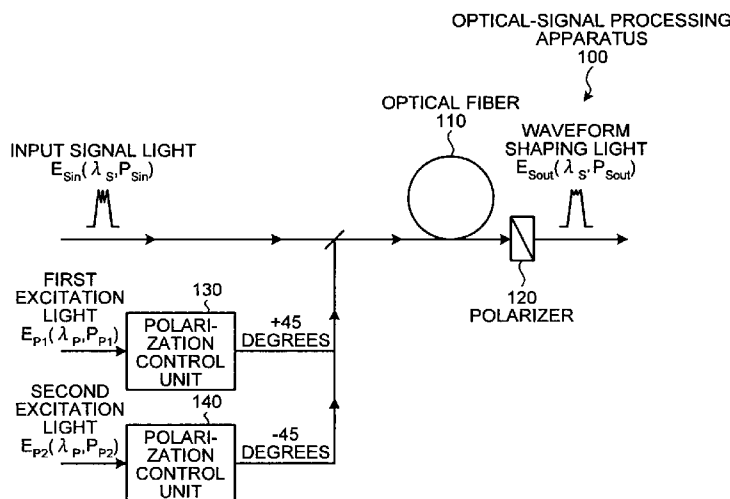 OPTICAL-SIGNAL PROCESSING
APPARATUS
100
OPTICAL FIBER
110
WAVEFORM
SHAPING LIGHT
E_Sout(λ_S,P_Sout)
INPUT SIGNAL LIGHT
E_Sin(λ_S,P_Sin)
120
POLARIZER
FIRST
EXCITATION
LIGHT
E_P1(λ_P,P_P1)
130
POLARI-
ZATION
CONTROL
UNIT
+45
DEGREES
SECOND
EXCITATION
LIGHT
E_P2(λ_P,P_P2)
140
POLARI-
ZATION
CONTROL
UNIT
-45
DEGREES